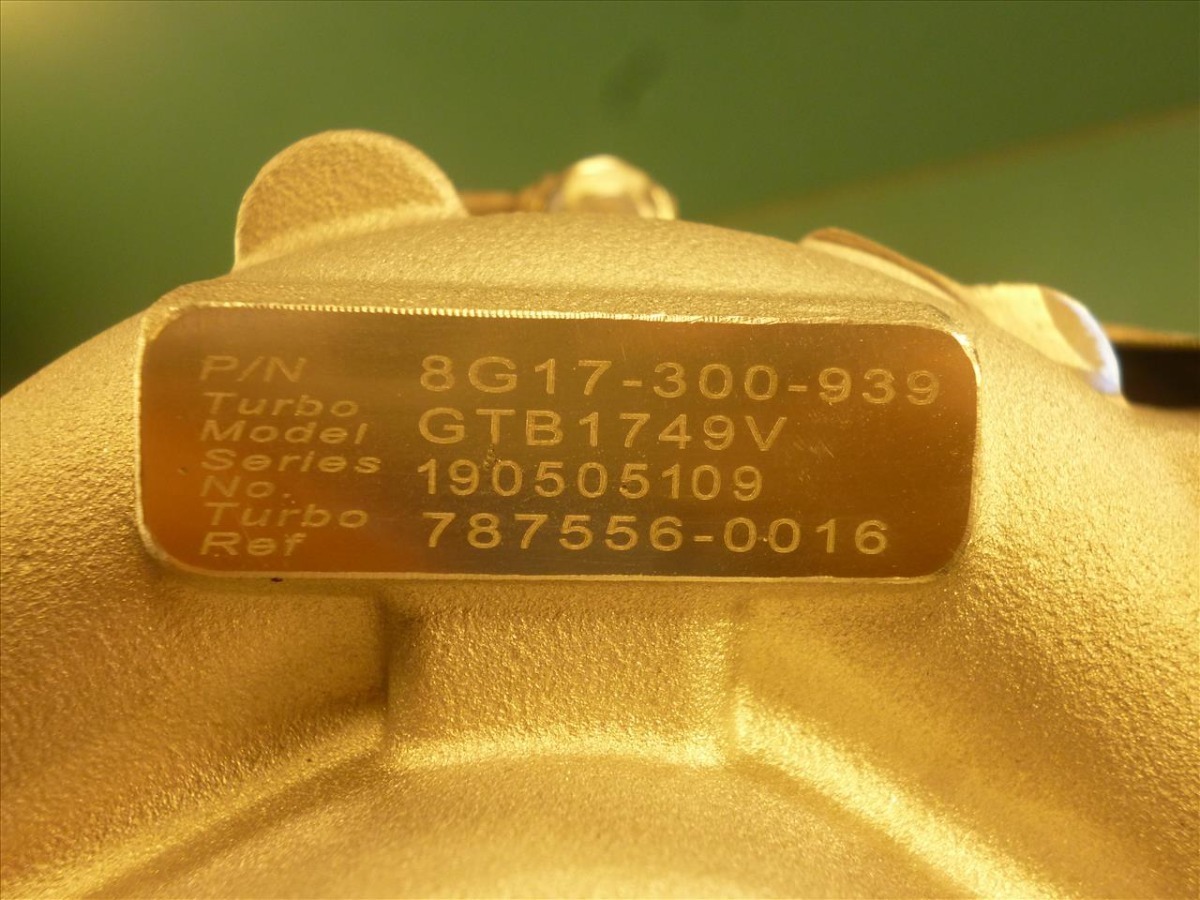 P/N 8G17-300-939
Turbo Model GTB1749V
Series No. 190505109
Turbo Ref 787556-0016